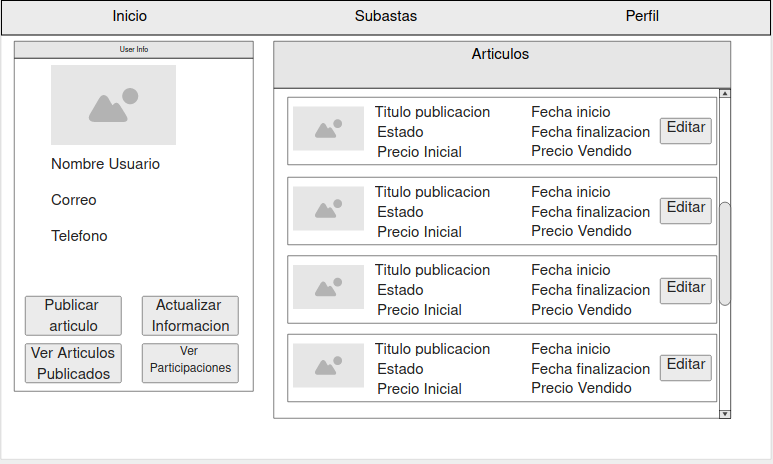 Inicio
Subastas
Perfil
User Info
Nombre Usuario
Correo
Telefono
Publicar
articulo
Actualizar
Informacion
Ver Articulos
Publicados
Ver
Participaciones
Articulos
Titulo publicacion
Estado
Precio Inicial
Fecha inicio
Fecha finalizacion
Precio Vendido
Editar
Titulo publicacion
Estado
Precio Inicial
Fecha inicio
Fecha finalizacion
Precio Vendido
Editar
Titulo publicacion
Estado
Precio Inicial
Fecha inicio
Fecha finalizacion
Precio Vendido
Editar
Titulo publicacion
Estado
Precio Inicial
Fecha inicio
Fecha finalizacion
Precio Vendido
Editar